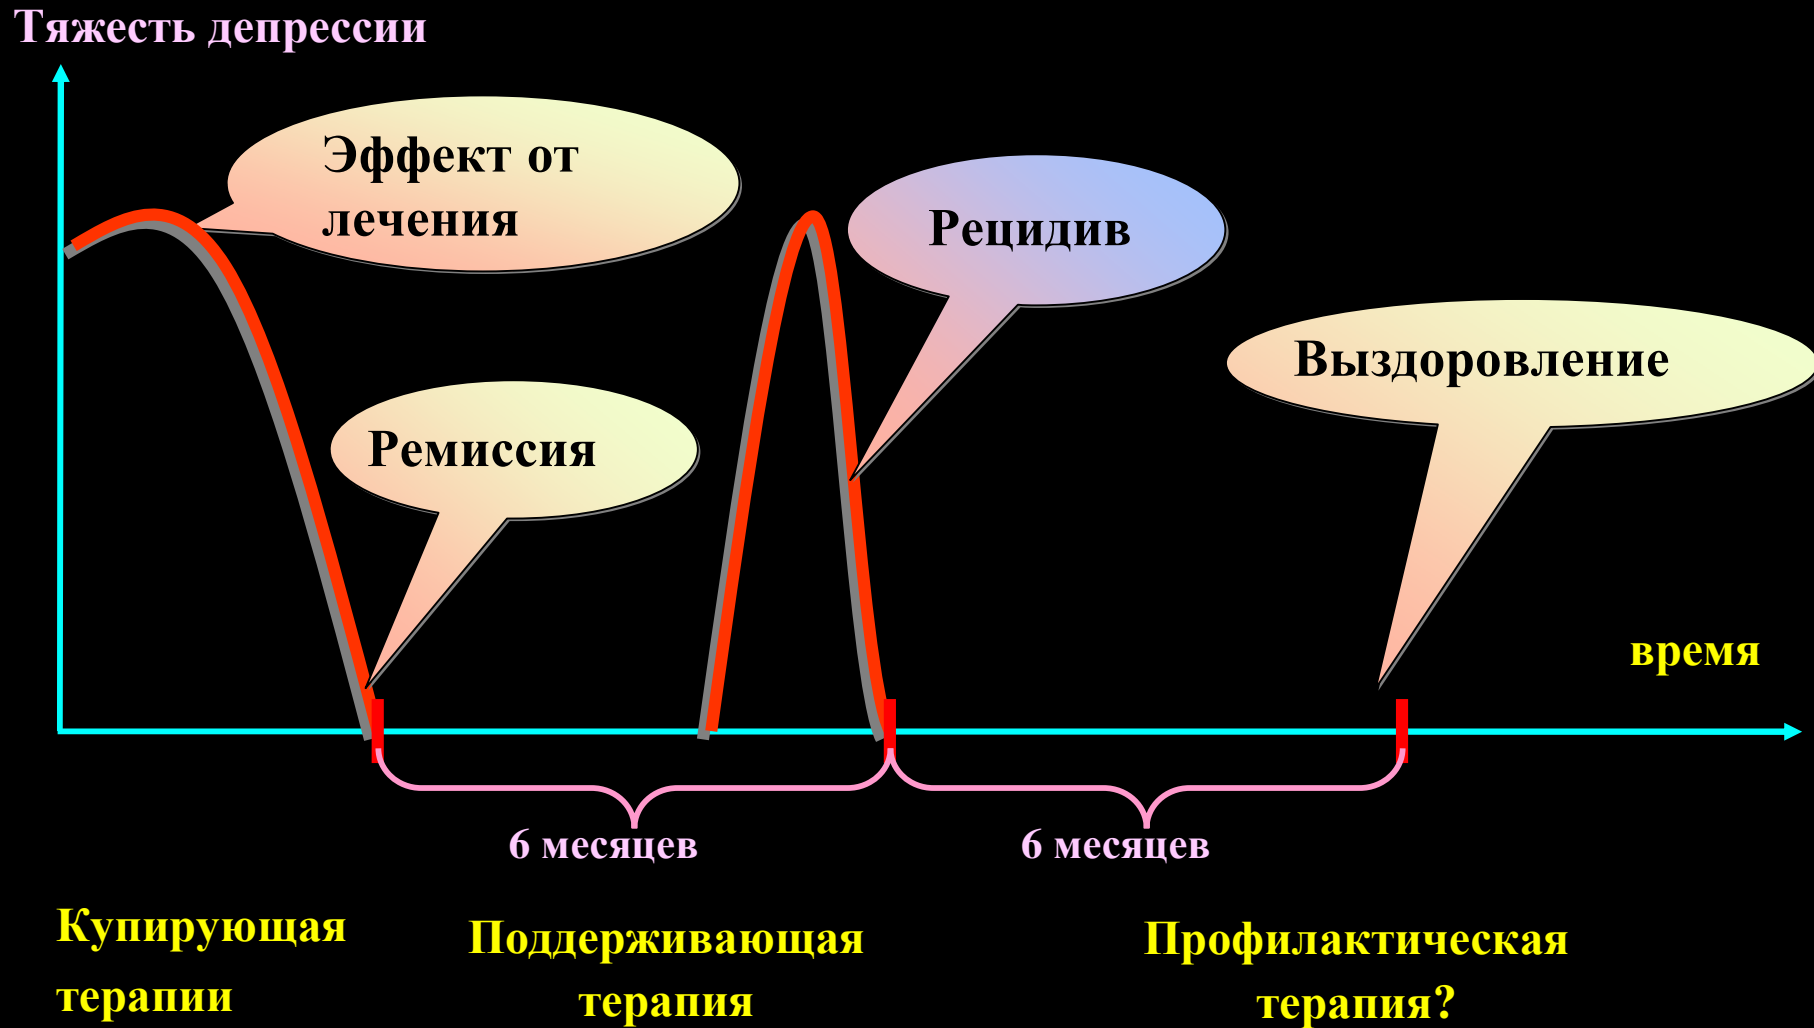 Тяжесть депрессии
Эффект от
лечения
Рецидив
Выздоровление
Ремиссия
время
6 месяцев
6 месяцев
Купирующая
терапии
Поддерживающая
терапия
Профилактическая
терапия?